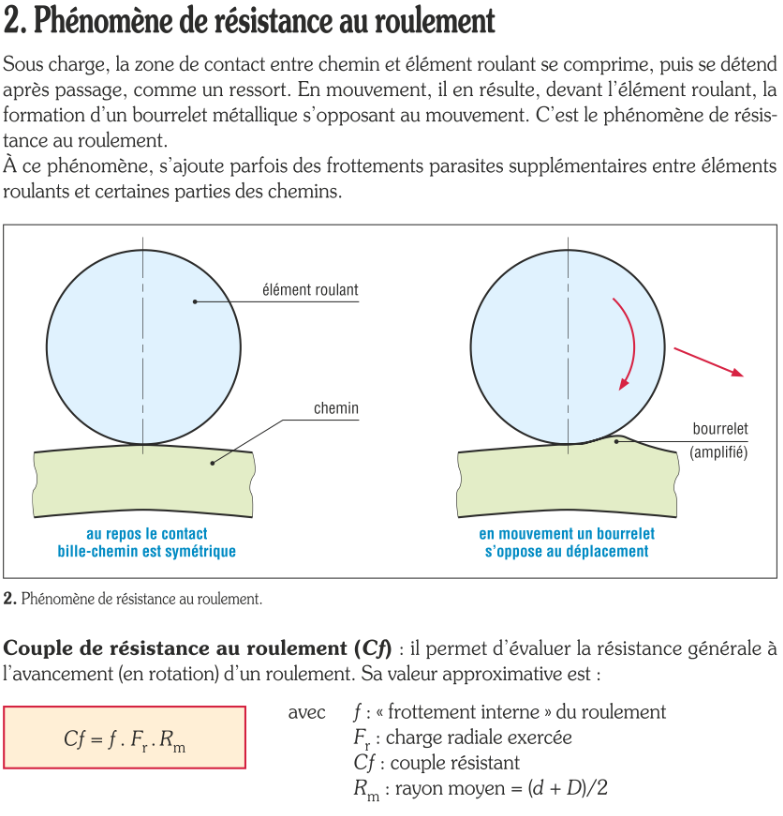 2. Phénomène de résistance au roulement
Sous charge, la zone de contact entre chemin et élément roulant se comprime, puis se détend
après passage, comme un ressort. En mouvement, il en résulte, devant l'élément roulant, la
formation d'un bourrelet métallique s'opposant au mouvement. C'est le phénomène de résis-
tance au roulement.
À ce phénomène, s'ajoute parfois des frottements parasites supplémentaires entre éléments
roulants et certaines parties des chemins.
élément roulant
chemin
au repos le contact
bille-chemin est symétrique
bourrelet
(amplifié)
en mouvement un bourrelet
s'oppose au déplacement
2. Phénomène de résistance au roulement.
Couple de résistance au roulement (Cf) : il permet d'évaluer la résistance générale à
l'avancement (en rotation) d'un roulement. Sa valeur approximative est :
Cf = f . Fr . Rm
avec f : « frottement interne » du roulement
Fr : charge radiale exercée
Cf : couple résistant
Rm : rayon moyen = (d + D)/2